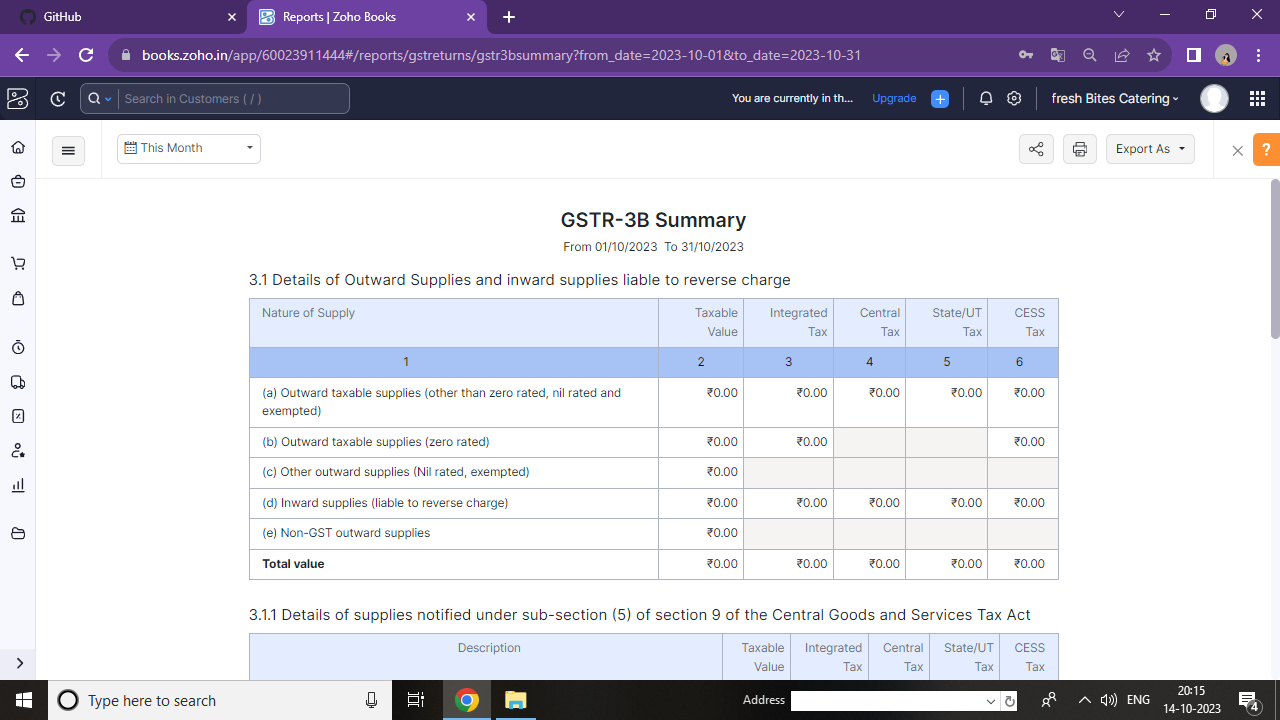 GitHub
Reports | Zoho Books
books.zoho.in/app/60023911444#/reports/gstreturns/gstr3bsummary?from_date=2023-10-01&to_date=2023-10-31
Search in Customers ( / )
You are currently in th...
Upgrade
fresh Bites Catering
This Month
Export As
?
GSTR-3B Summary
From 01/10/2023 To 31/10/2023
3.1 Details of Outward Supplies and inward supplies liable to reverse charge
Nature of Supply Taxable Value Integrated Tax Central Tax State/UT Tax CESS Tax
1 2 3 4 5 6
(a) Outward taxable supplies (other than zero rated, nil rated and exempted) ₹0.00 ₹0.00 ₹0.00 ₹0.00 ₹0.00
(b) Outward taxable supplies (zero rated) ₹0.00 ₹0.00 ₹0.00
(c) Other outward supplies (Nil rated, exempted) ₹0.00
(d) Inward supplies (liable to reverse charge) ₹0.00 ₹0.00 ₹0.00 ₹0.00 ₹0.00
(e) Non-GST outward supplies ₹0.00
Total value ₹0.00 ₹0.00 ₹0.00 ₹0.00 ₹0.00
3.1.1 Details of supplies notified under sub-section (5) of section 9 of the Central Goods and Services Tax Act
Description Taxable Value Integrated Tax Central Tax State/UT Tax CESS Tax
Type here to search
Address
ENG
20:15
14-10-2023
4